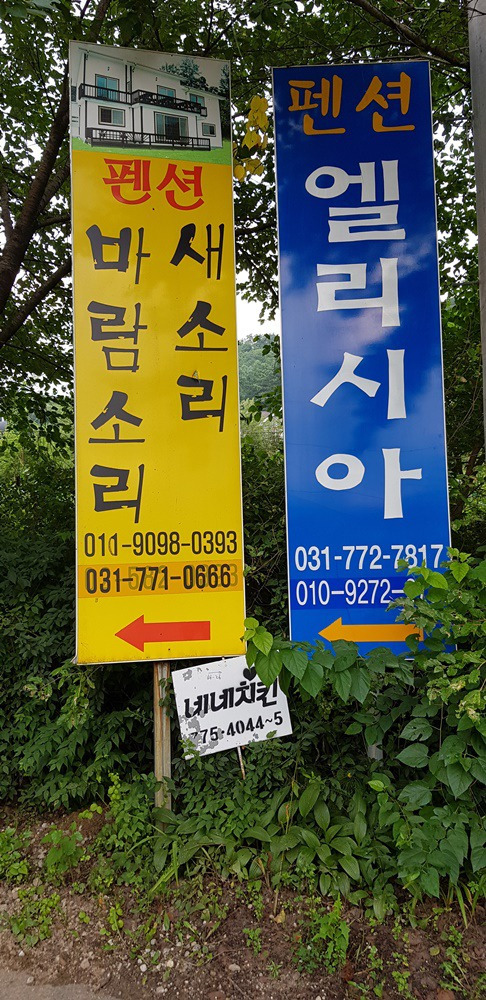 펜션
새소리
바람소리
011-9098-0393
031-771-0666
펜션
엘리시아
031-772-7817
010-9272-
네네치킨
775-4044~5